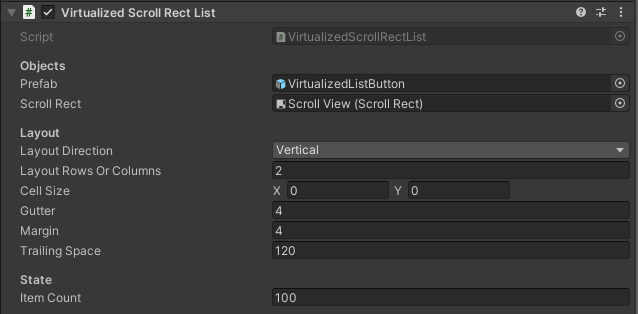 Virtualized Scroll Rect List
Script VirtualizedScrollRectList
Objects
Prefab VirtualizedListButton
Scroll Rect Scroll View (Scroll Rect)
Layout
Layout Direction Vertical
Layout Rows Or Columns 2
Cell Size X 0 Y 0
Gutter 4
Margin 4
Trailing Space 120
State
Item Count 100